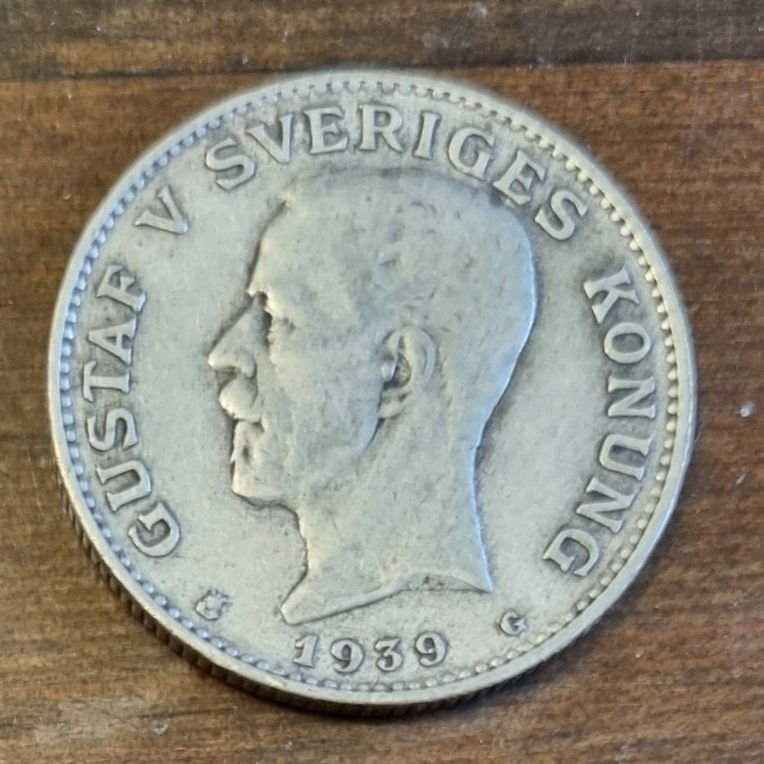 GUSTAF V SVERIGES KONUNG
1939
G